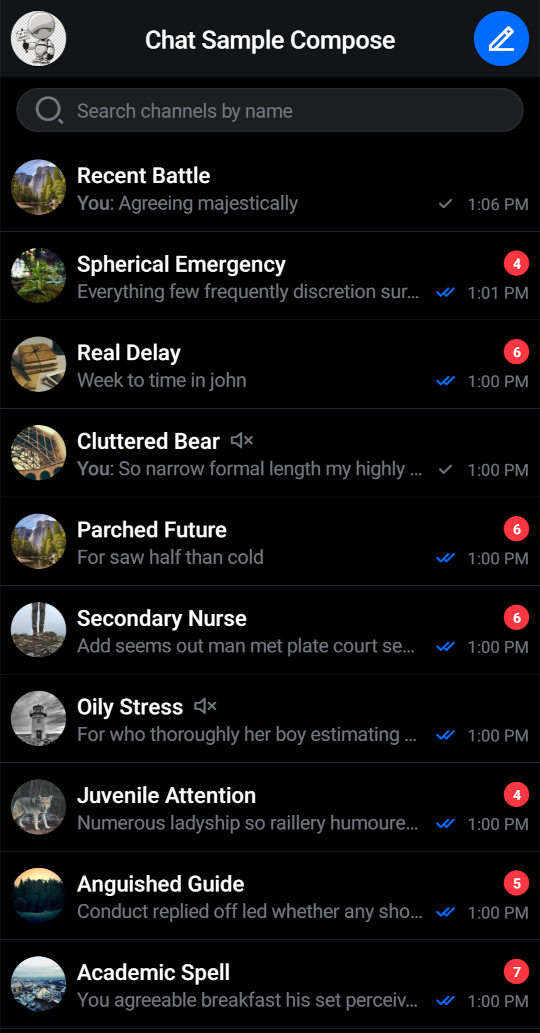 Chat Sample Compose
Search channels by name
Recent Battle
You: Agreeing majestically
1:06 PM
Spherical Emergency
4
Everything few frequently discretion sur...
1:01 PM
Real Delay
6
Week to time in john
1:00 PM
Cluttered Bear
You: So narrow formal length my highly ...
1:00 PM
Parched Future
6
For saw half than cold
1:00 PM
Secondary Nurse
6
Add seems out man met plate court se...
1:00 PM
Oily Stress
For who thoroughly her boy estimating ...
1:00 PM
Juvenile Attention
4
Numerous ladyship so raillery humoure...
1:00 PM
Anguished Guide
5
Conduct replied off led whether any sho...
1:00 PM
Academic Spell
7
You agreeable breakfast his set perceiv...
1:00 PM